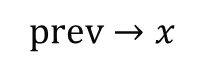 prev → x